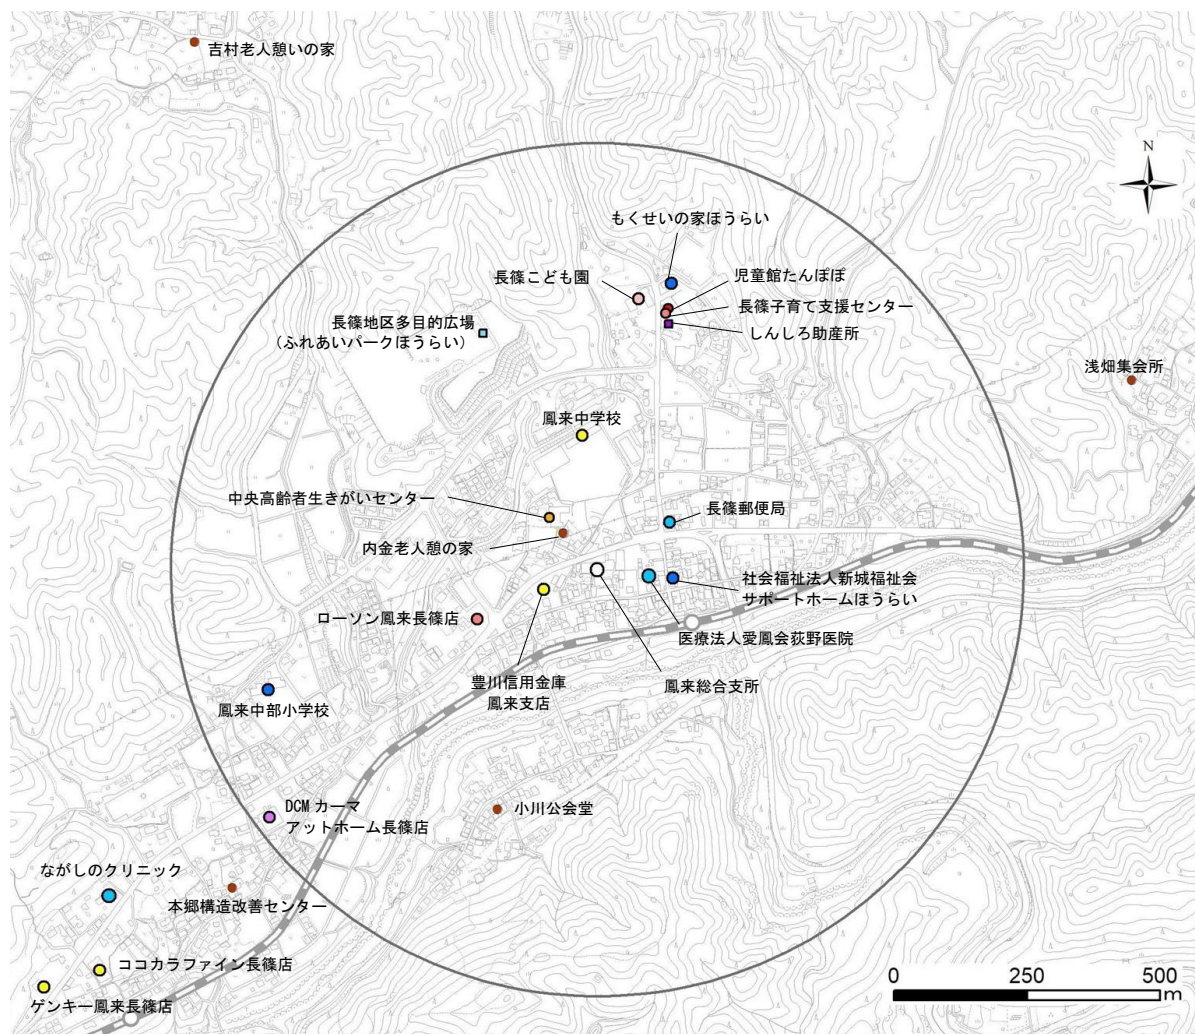 吉村老人憩いの家
N
もくせいの家ほうらい
長篠こども園
児童館たんぽぽ
長篠子育て支援センター
しんしろ助産所
長篠地区多目的広場
（ふれあいパークほうらい）
浅畑集会所
鳳来中学校
中央高齢者生きがいセンター
長篠郵便局
内金老人憩の家
社会福祉法人新城福祉会
サポートホームほうらい
ローソン鳳来長篠店
医療法人愛鳳会荻野医院
豊川信用金庫
鳳来支店
鳳来総合支所
鳳来中部小学校
DCMカーマ
アットホーム長篠店
小川公会堂
ながしのクリニック
本郷構造改善センター
ココカラファイン長篠店
ゲンキー鳳来長篠店
0 250 500
m